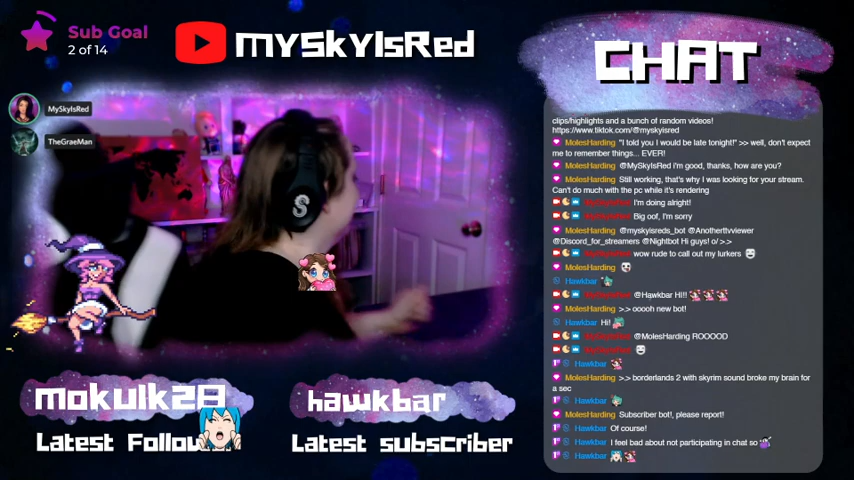 Sub Goal
2 of 14
MYSkYIsRed
CHAT
MySkyIsRed
TheGraeMan
S
clips/highlights and a bunch of random videos!
https://www.tiktok.com/@myskyisred
MolesHarding "I told you I would be late tonight!" >> well, don't expect
me to remember things... EVER!
MolesHarding @MySkyIsRed i'm good, thanks, how are you?
MolesHarding Still working, that's why I was looking for your stream.
Can't do much with the pc while it's rendering
MySkyIsRed I'm doing alright!
MySkyIsRed Big oof, I'm sorry
MolesHarding @myskyisreds_bot @Anotherttvviewer
@Discord_for_streamers @Nightbot Hi guys! o/ >.>
MySkyIsRed wow rude to call out my lurkers
MolesHarding
Hawkbar
MySkyIsRed @Hawkbar Hi!!
MolesHarding >.> ooooh new bot!
Hawkbar Hi!
MySkyIsRed @MolesHarding ROOOOD
MySkyIsRed
Hawkbar
MolesHarding >.> borderlands 2 with skyrim sound broke my brain for
a sec
Hawkbar
MolesHarding Subscriber bot!, please report!
Hawkbar Of course!
Hawkbar I feel bad about not participating in chat so
Hawkbar
mokulk28
Latest Follow
hawkbar
Latest subscriber